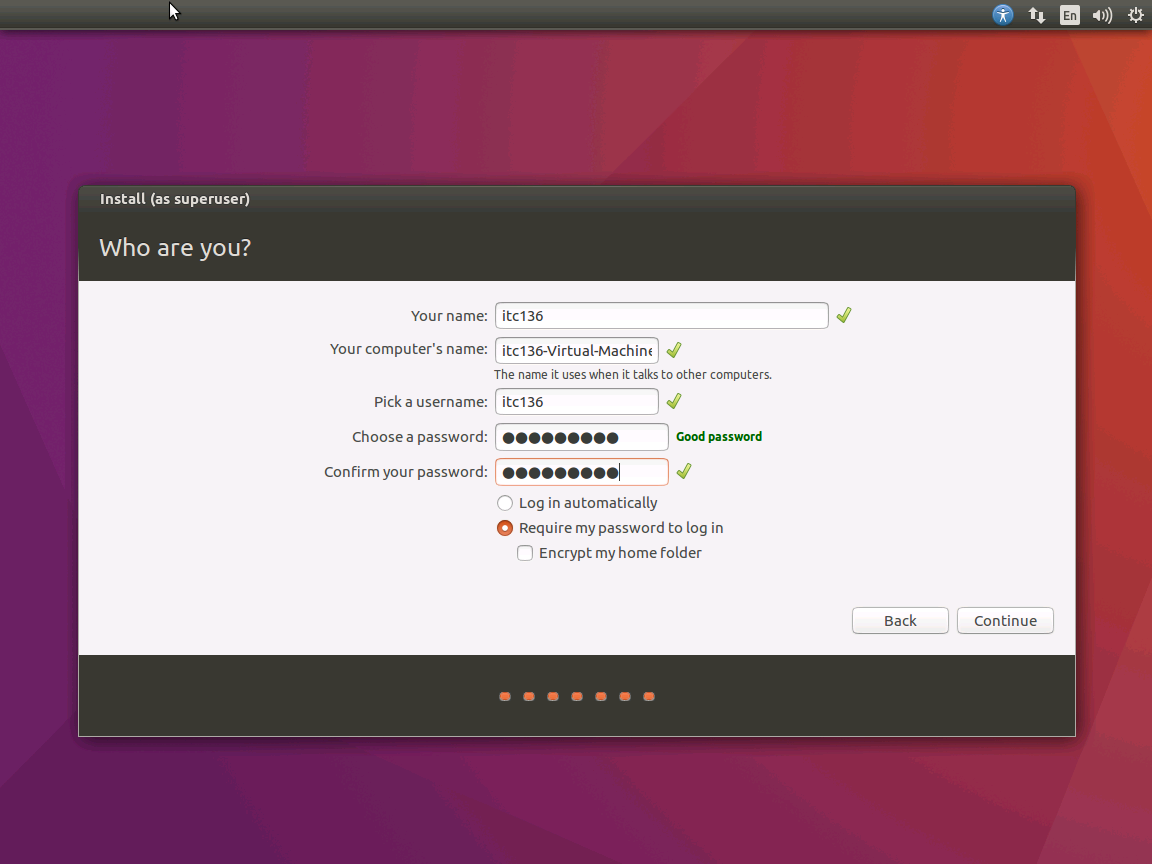 En
Install (as superuser)
Who are you?
Your name: itc136
Your computer's name: itc136-Virtual-Machine
The name it uses when it talks to other computers.
Pick a username: itc136
Choose a password: ●●●●●●●●● Good password
Confirm your password: ●●●●●●●●●
Log in automatically
Require my password to log in
Encrypt my home folder
Back Continue